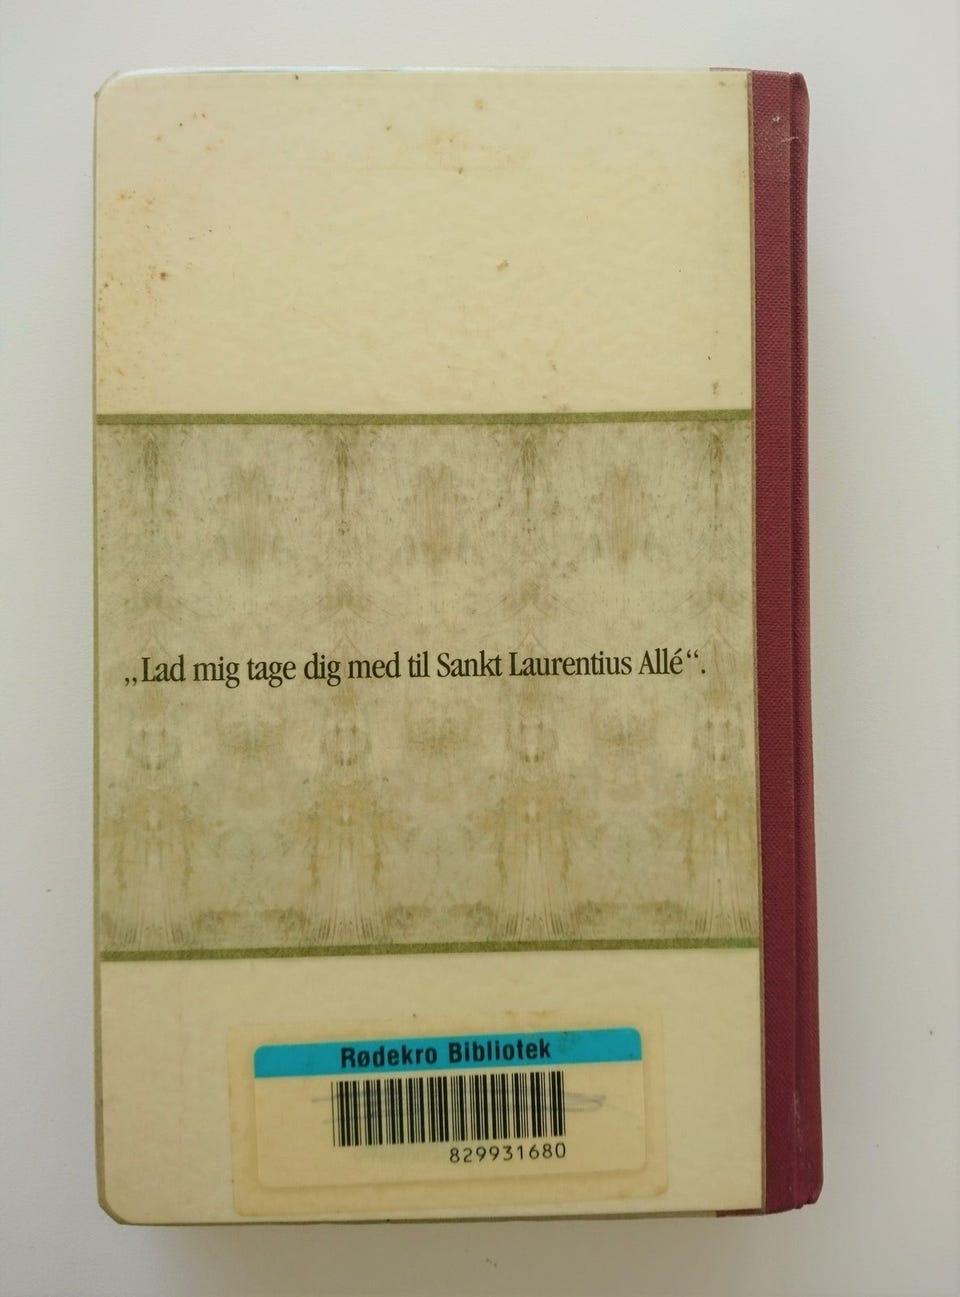 „Lad mig tage dig med til Sankt Laurentius Allé“.
Rødekro Bibliotek
829931680